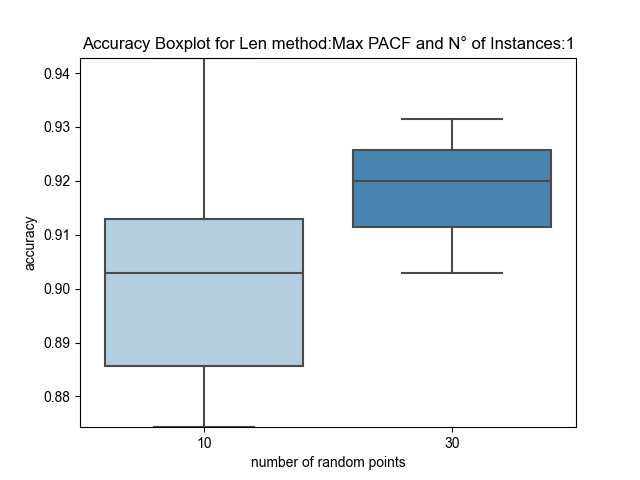 Accuracy Boxplot for Len method:Max PACF and N° of Instances:1
0.94
0.93
0.92
0.91
0.90
0.89
0.88
accuracy
10 30
number of random points